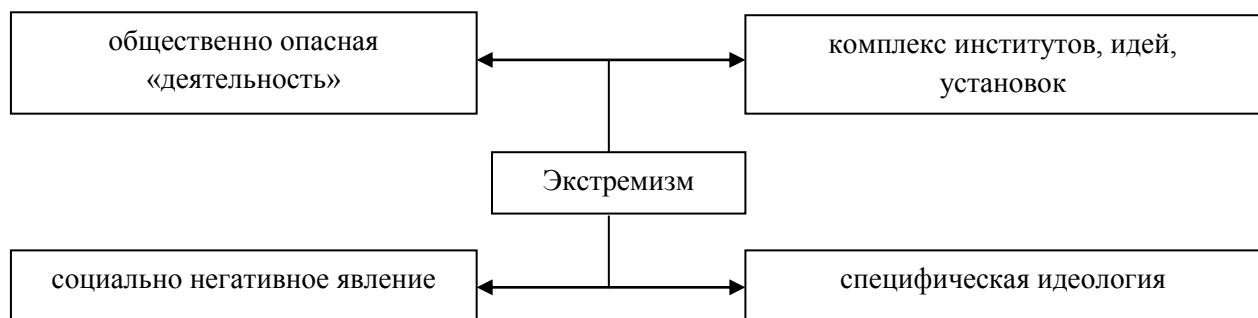 общественно опасная
«деятельность»
комплекс институтов, идей,
установок
Экстремизм
социально негативное явление
специфическая идеология